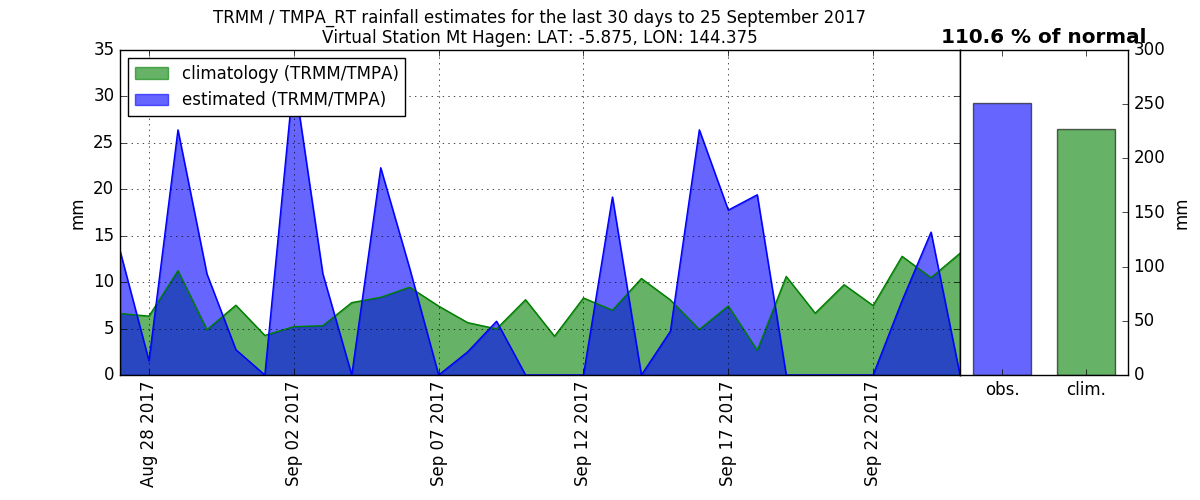 TRMM / TMPA_RT rainfall estimates for the last 30 days to 25 September 2017
Virtual Station Mt Hagen: LAT: -5.875, LON: 144.375
110.6 % of normal
climatology (TRMM/TMPA)
estimated (TRMM/TMPA)
mm
35
30
25
20
15
10
5
0
Aug 28 2017
Sep 02 2017
Sep 07 2017
Sep 12 2017
Sep 17 2017
Sep 22 2017
obs.
clim.
300
250
200
150
100
50
0
mm